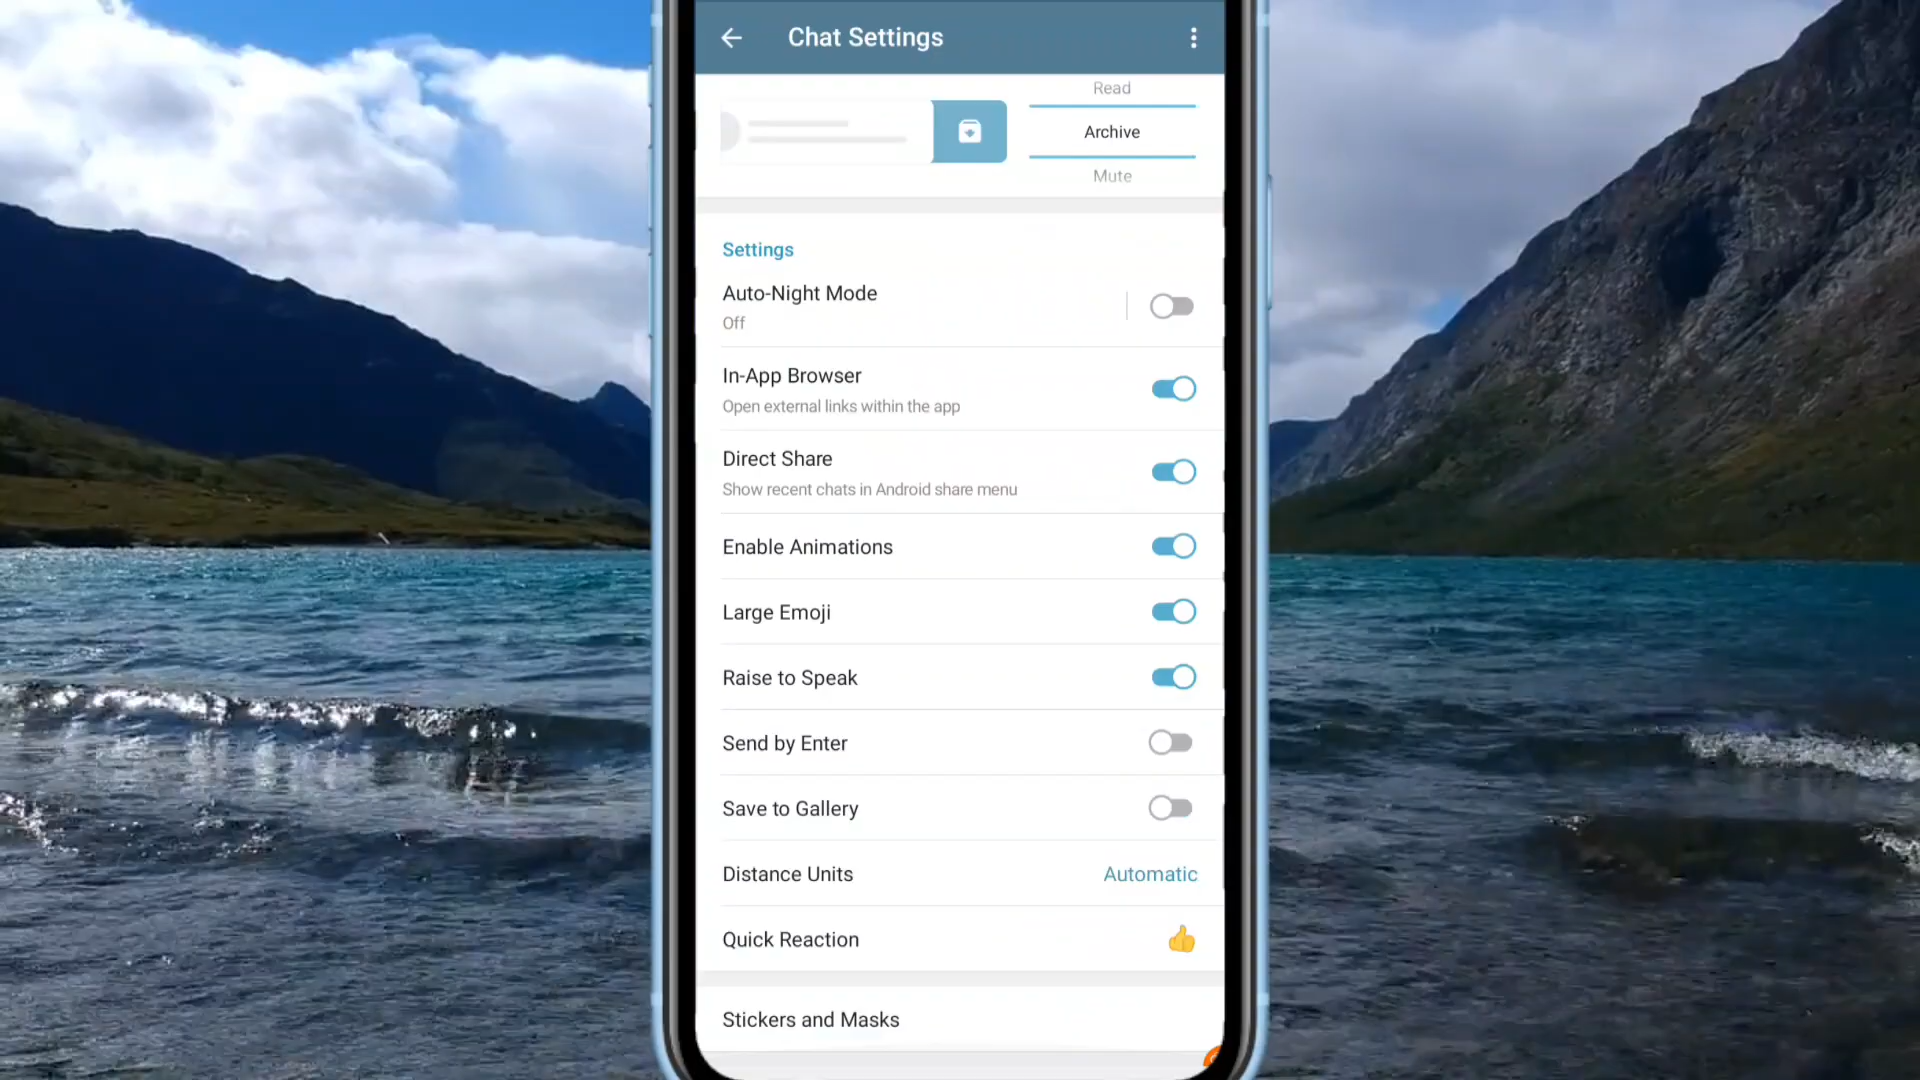 Chat Settings
Read
Archive
Mute
Settings
Auto-Night Mode
Off
In-App Browser
Open external links within the app
Direct Share
Show recent chats in Android share menu
Enable Animations
Large Emoji
Raise to Speak
Send by Enter
Save to Gallery
Distance Units Automatic
Quick Reaction
Stickers and Masks